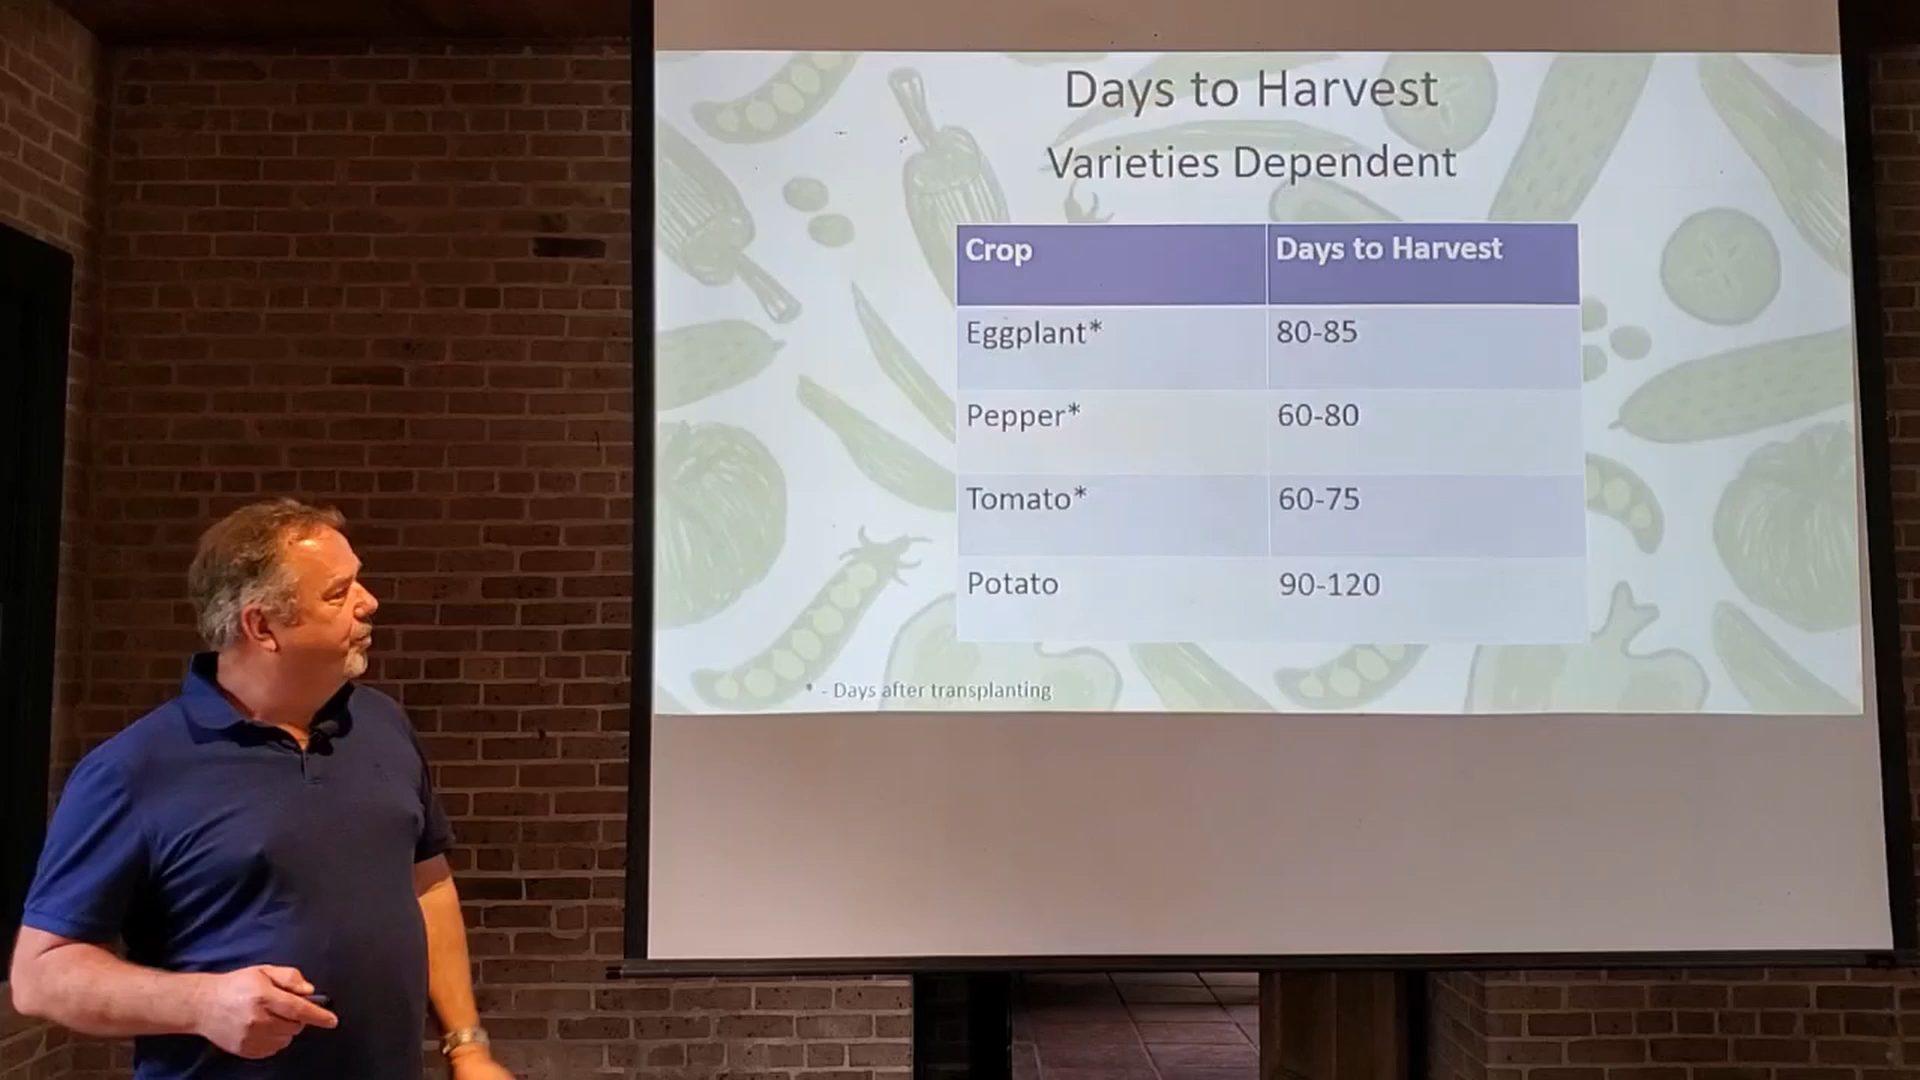 Days to Harvest
Varieties Dependent
Crop Days to Harvest
Eggplant* 80-85
Pepper* 60-80
Tomato* 60-75
Potato 90-120
* - Days after transplanting